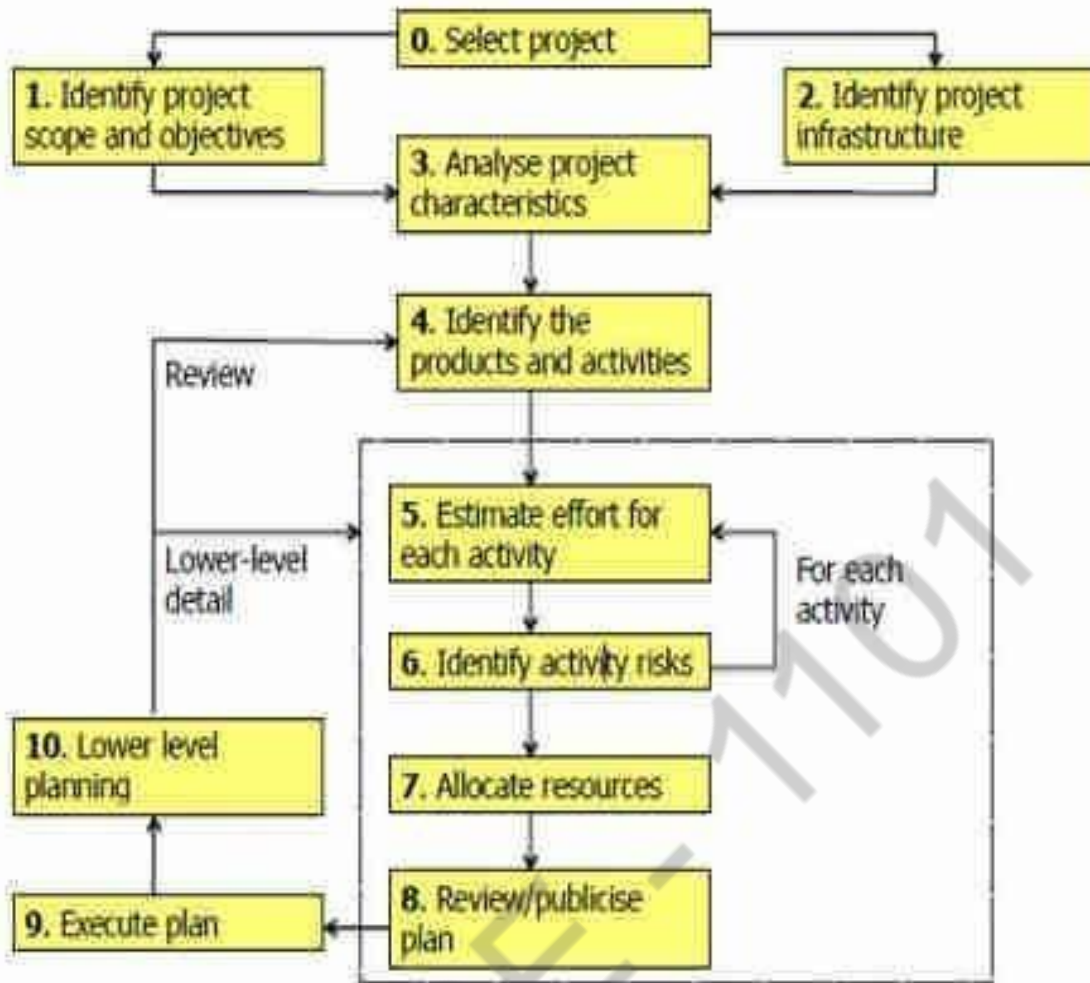 0. Select project
1. Identify project
scope and objectives
2. Identify project
infrastructure
3. Analyse project
characteristics
4. Identify the
products and activities
Review
5. Estimate effort for
each activity
Lower-level
detail
For each
activity
6. Identify activity risks
10. Lower level
planning
7. Allocate resources
8. Review/publicise
plan
9. Execute plan
- 1101